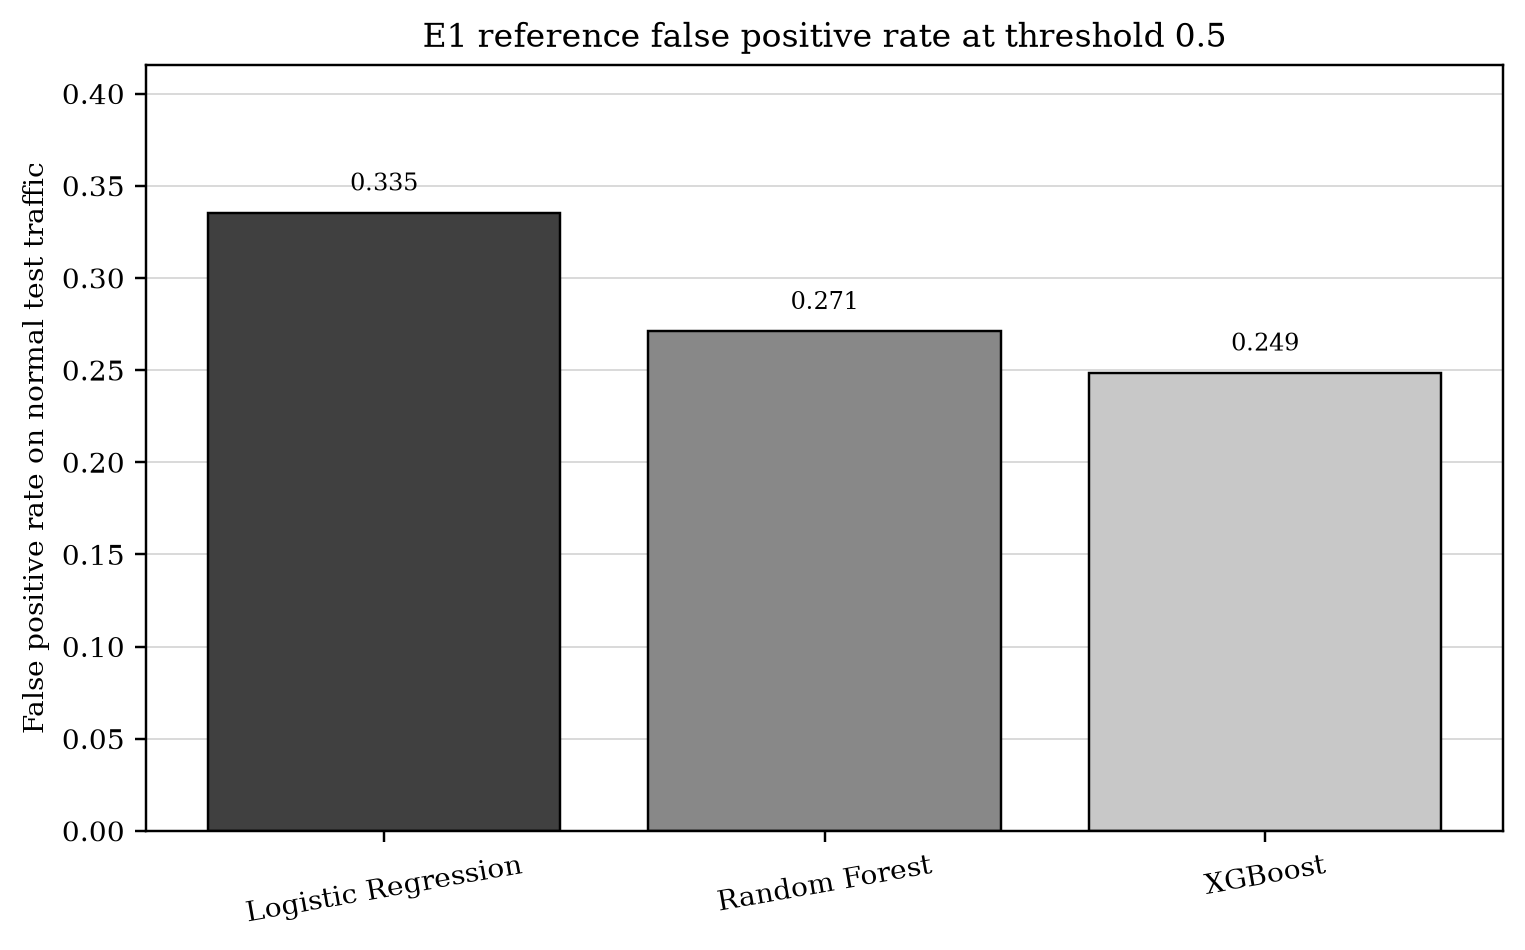 E1 reference false positive rate at threshold 0.5
False positive rate on normal test traffic
0.40
0.35
0.30
0.25
0.20
0.15
0.10
0.05
0.00
0.335
0.271
0.249
Logistic Regression
Random Forest
XGBoost